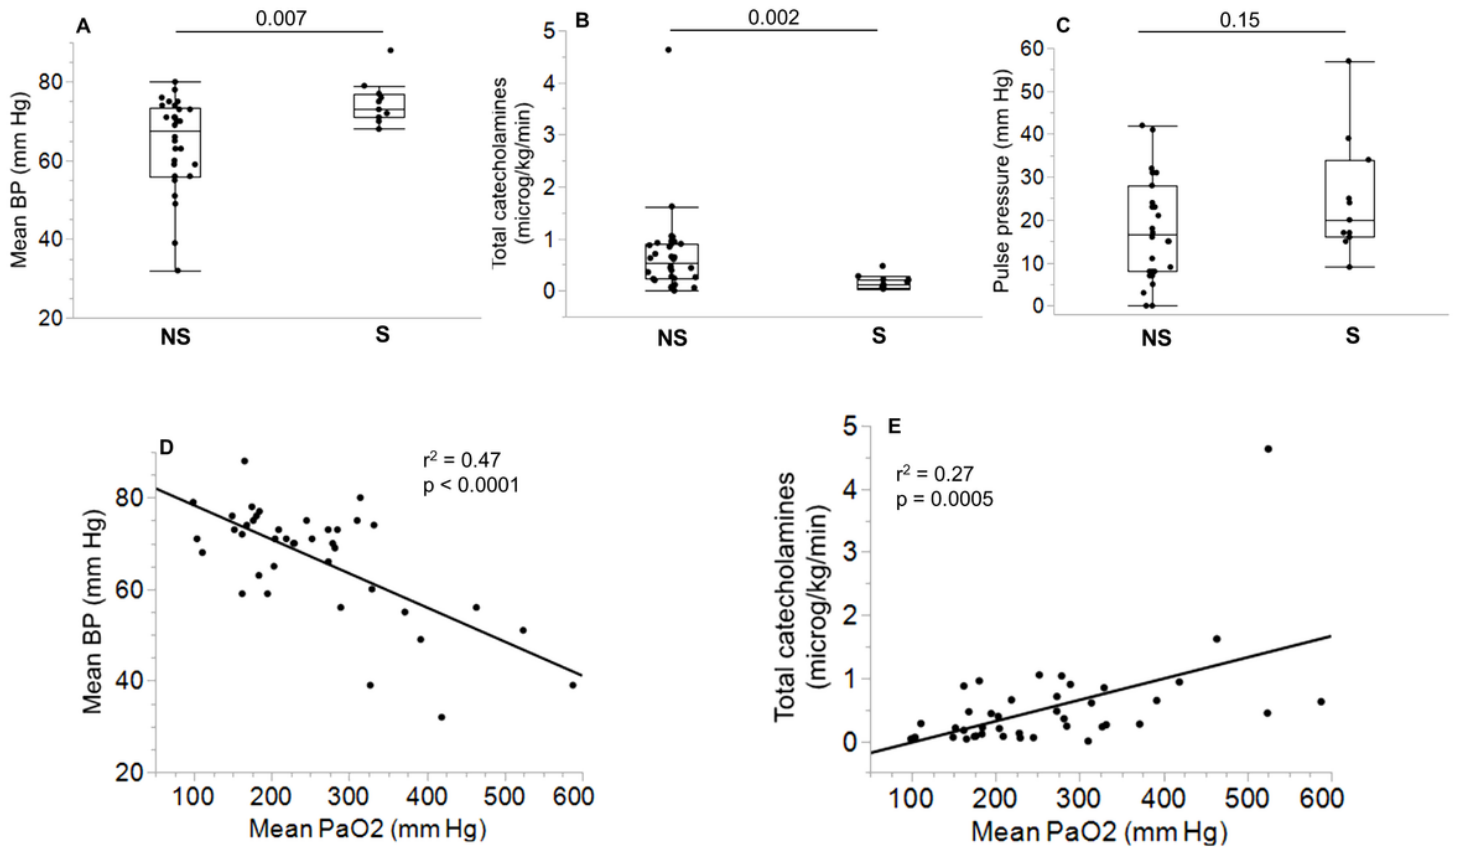 A
0.007
Mean BP (mm Hg)
80
60
40
20
NS
S
B
0.002
Total catecholamines
(microg/kg/min)
5
4
3
2
1
0
NS
S
C
0.15
Pulse pressure (mm Hg)
60
50
40
30
20
10
0
NS
S
D
r² = 0.47
p < 0.0001
Mean BP (mm Hg)
80
60
40
20
100 200 300 400 500 600
Mean PaO2 (mm Hg)
E
r² = 0.27
p = 0.0005
Total catecholamines
(microg/kg/min)
5
4
3
2
1
0
100 200 300 400 500 600
Mean PaO2 (mm Hg)